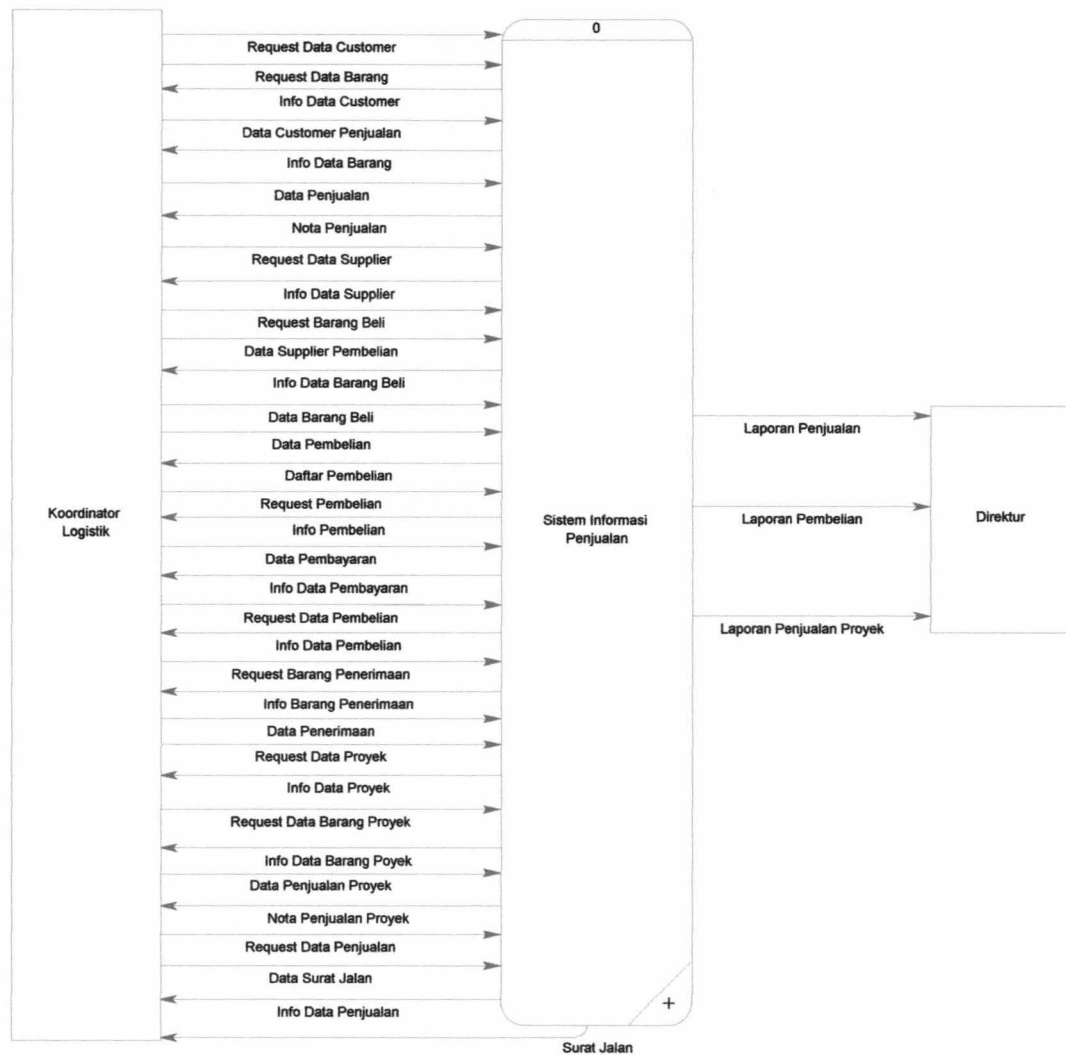 0
Request Data Customer
Request Data Barang
Info Data Customer
Data Customer Penjualan
Info Data Barang
Data Penjualan
Nota Penjualan
Request Data Supplier
Info Data Supplier
Request Barang Beli
Data Supplier Pembelian
Info Data Barang Beli
Data Barang Beli
Data Pembelian
Daftar Pembelian
Request Pembelian
Info Pembelian
Data Pembayaran
Info Data Pembayaran
Request Data Pembelian
Info Data Pembelian
Request Barang Penerimaan
Info Barang Penerimaan
Data Penerimaan
Request Data Proyek
Info Data Proyek
Request Data Barang Proyek
Info Data Barang Poyek
Data Penjualan Proyek
Nota Penjualan Proyek
Request Data Penjualan
Data Surat Jalan
Info Data Penjualan
Surat Jalan
Koordinator
Logistik
Sistem Informasi
Penjualan
+
Laporan Penjualan
Laporan Pembelian
Laporan Penjualan Proyek
Direktur